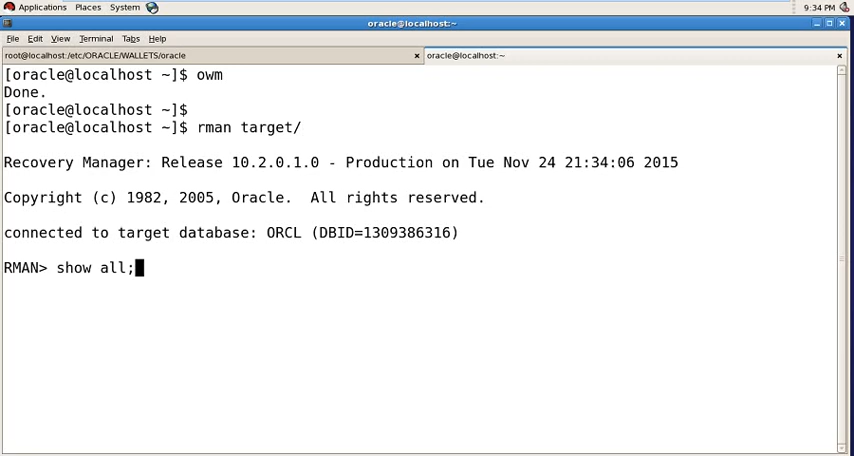 Applications Places System 9:34 PM
oracle@localhost:~
File Edit View Terminal Tabs Help
root@localhost:/etc/ORACLE/WALLETS/oracle
oracle@localhost:~
[oracle@localhost ~]$ owm
Done.
[oracle@localhost ~]$
[oracle@localhost ~]$ rman target/
Recovery Manager: Release 10.2.0.1.0 - Production on Tue Nov 24 21:34:06 2015
Copyright (c) 1982, 2005, Oracle.  All rights reserved.
connected to target database: ORCL (DBID=1309386316)
RMAN> show all;